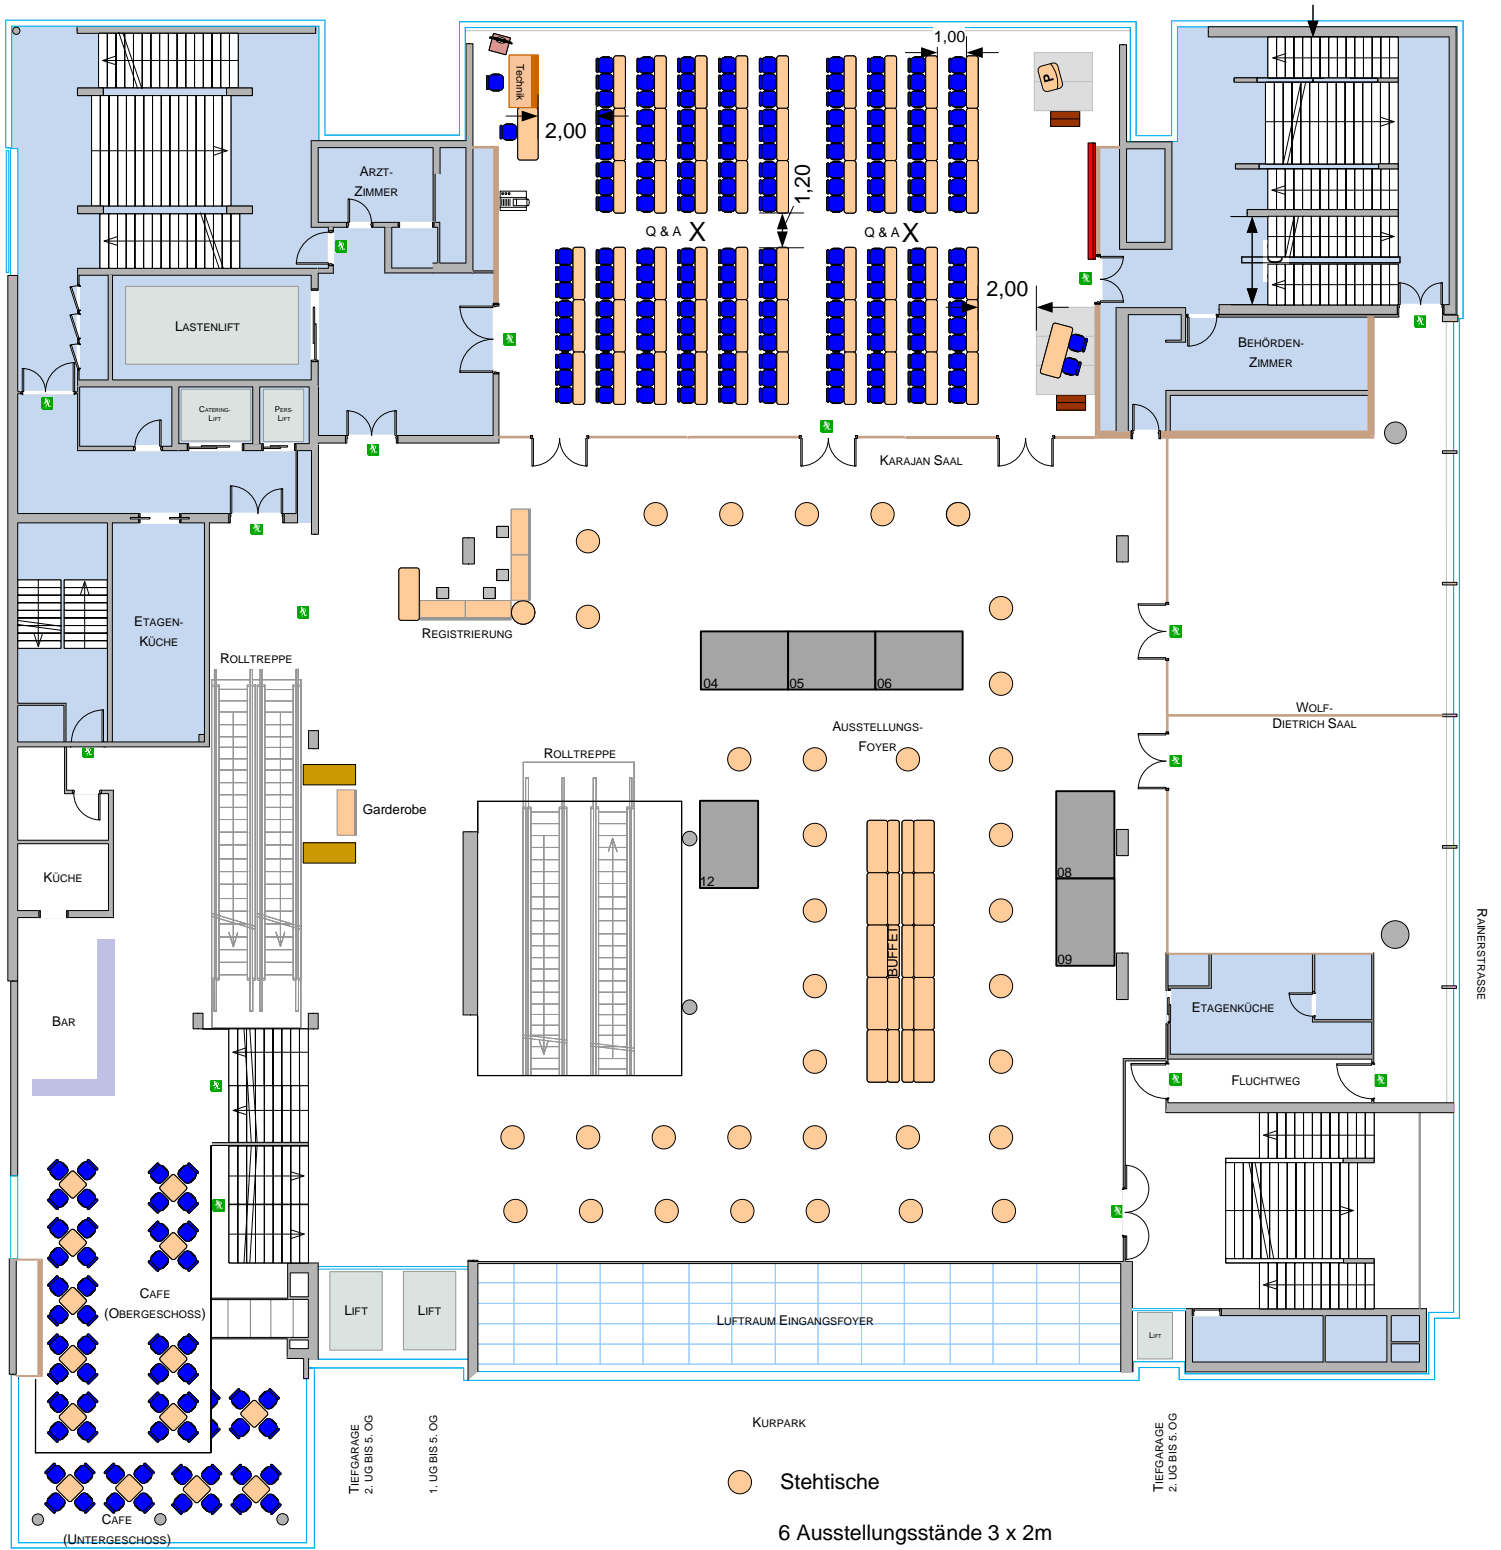 1,00
Technik
P
2,00
ARZT-
ZIMMER
1,20
Q & A X
Q & A X
2,00
LASTENLIFT
BEHÖRDEN-
ZIMMER
CATERING-
LIFT
PERS-
LIFT
KARAJAN SAAL
ETAGEN-
KÜCHE
REGISTRIERUNG
ROLLTREPPE
04
05
06
WOLF-
DIETRICH SAAL
AUSSTELLUNGS-
FOYER
ROLLTREPPE
Garderobe
KÜCHE
12
08
BUFFET
09
RAINERSTRASSE
BAR
ETAGENKÜCHE
FLUCHTWEG
CAFE
(OBERGESCHOSS)
LIFT
LIFT
LUFTRAUM EINGANGSFOYER
LIFT
KURPARK
TIEFGARAGE
2. UG BIS 5. OG
1. UG BIS 5. OG
TIEFGARAGE
2. UG BIS 5. OG
Stehtische
CAFE
(UNTERGESCHOSS)
6 Ausstellungsstände 3 x 2m